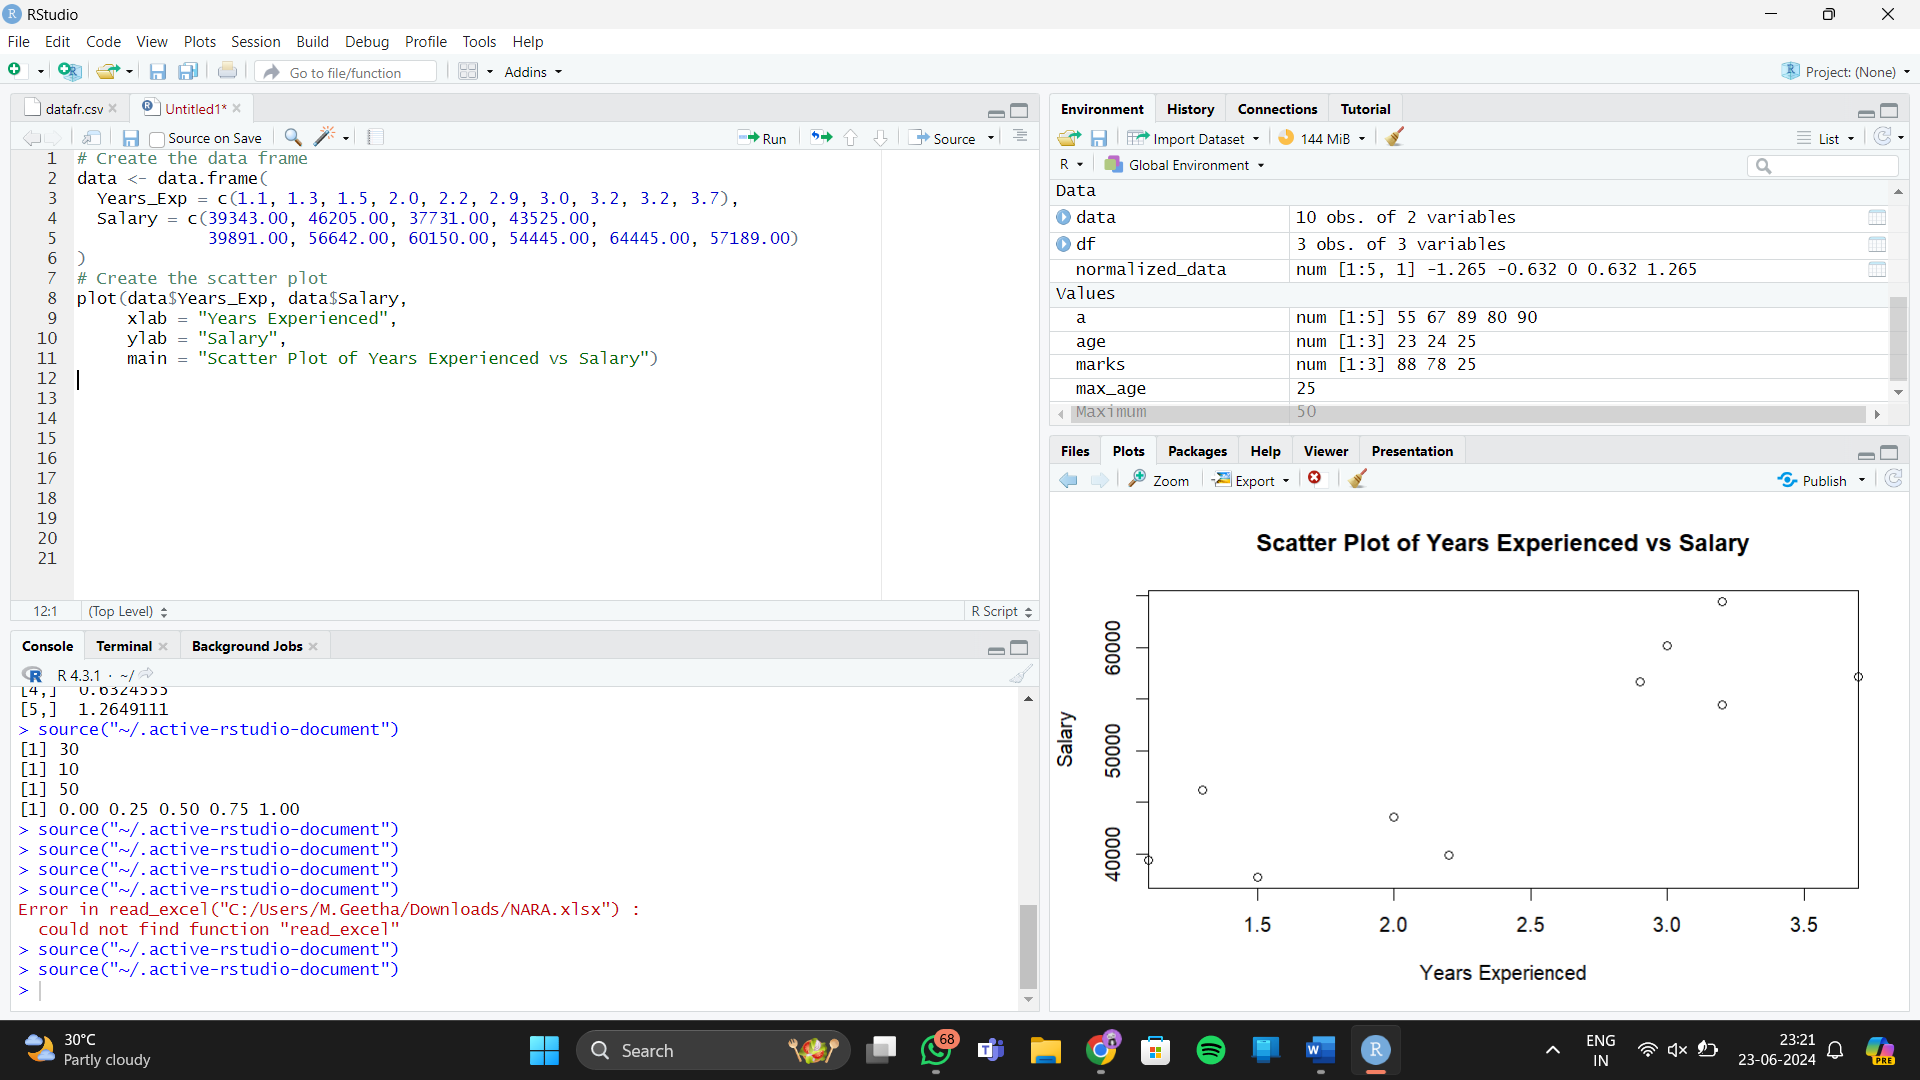 RStudio
File Edit Code View Plots Session Build Debug Profile Tools Help
Go to file/function
Addins
Project: (None)
datafr.csv
Untitled1*
Source on Save
Run
Source
1 # Create the data frame
2 data <- data.frame(
3   Years_Exp = c(1.1, 1.3, 1.5, 2.0, 2.2, 2.9, 3.0, 3.2, 3.2, 3.7),
4   Salary = c(39343.00, 46205.00, 37731.00, 43525.00,
5              39891.00, 56642.00, 60150.00, 54445.00, 64445.00, 57189.00)
6 )
7 # Create the scatter plot
8 plot(data$Years_Exp, data$Salary,
9      xlab = "Years Experienced",
10      ylab = "Salary",
11      main = "Scatter Plot of Years Experienced vs Salary")
12
13
14
15
16
17
18
19
20
21
12:1 (Top Level) R Script
Console Terminal Background Jobs
R 4.3.1 · ~/
[4,]  0.6324555
[5,]  1.2649111
> source("~/.active-rstudio-document")
[1] 30
[1] 10
[1] 50
[1] 0.00 0.25 0.50 0.75 1.00
> source("~/.active-rstudio-document")
> source("~/.active-rstudio-document")
> source("~/.active-rstudio-document")
> source("~/.active-rstudio-document")
Error in read_excel("C:/Users/M.Geetha/Downloads/NARA.xlsx") :
  could not find function "read_excel"
> source("~/.active-rstudio-document")
> source("~/.active-rstudio-document")
>
Environment History Connections Tutorial
Import Dataset 144 MiB List
R Global Environment
Data
data 10 obs. of 2 variables
df 3 obs. of 3 variables
normalized_data num [1:5, 1] -1.265 -0.632 0 0.632 1.265
Values
a num [1:5] 55 67 89 80 90
age num [1:3] 23 24 25
marks num [1:3] 88 78 25
max_age 25
Maximum 50
Files Plots Packages Help Viewer Presentation
Zoom Export Publish
Scatter Plot of Years Experienced vs Salary
Salary
60000
50000
40000
1.5 2.0 2.5 3.0 3.5
Years Experienced
30°C
Partly cloudy
Search
68
PRE
ENG
IN
23:21
23-06-2024